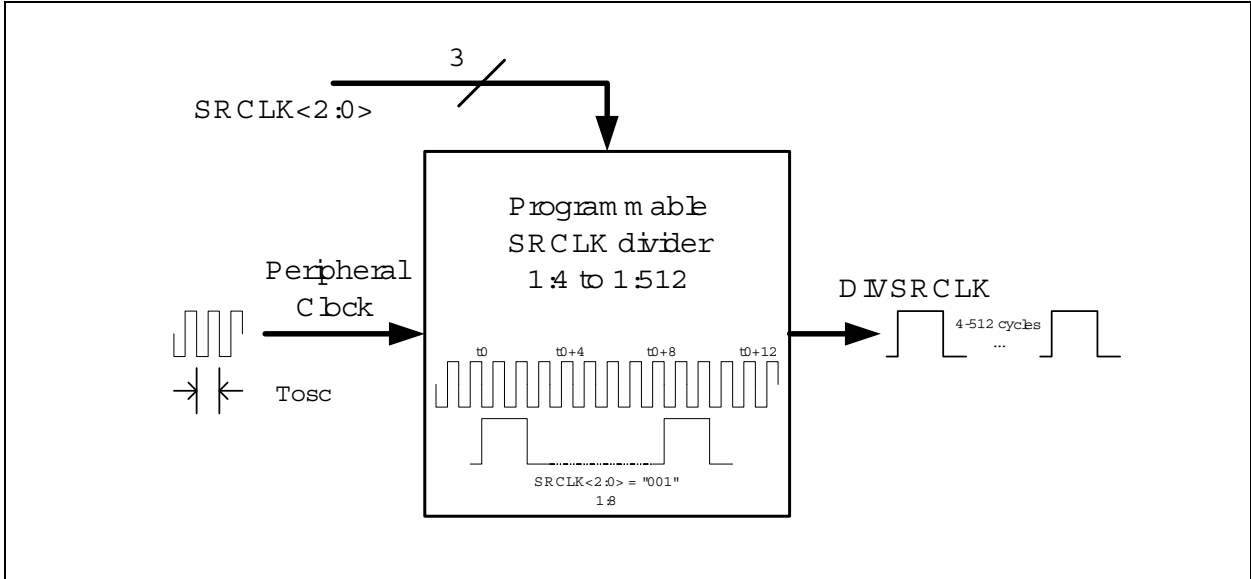 3
SRCLK<2:0>
Programmable
SRCLK divider
1:4 to 1:512
Peripheral
Clock
DIVSRCLK
4-512 cycles
...
t0 t0+4 t0+8 t0+12
Tosc
SRCLK<2:0> = "001"
1:8